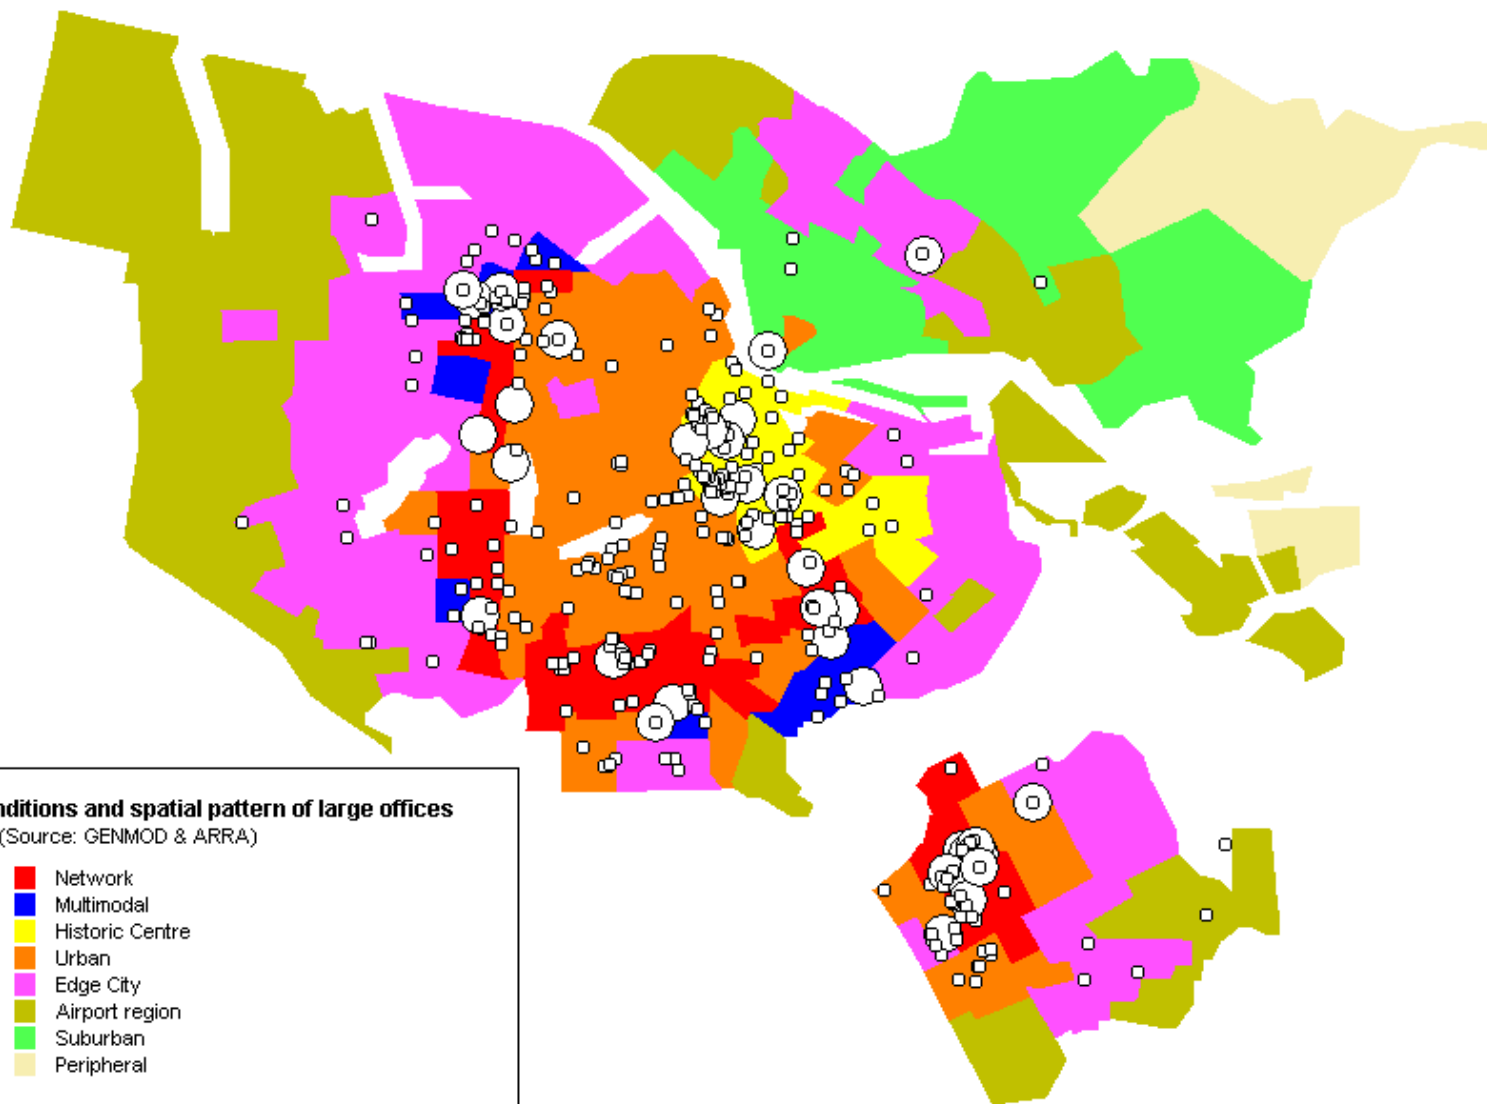 nditions and spatial pattern of large offices
(Source: GENMOD & ARRA)
Network
Multimodal
Historic Centre
Urban
Edge City
Airport region
Suburban
Peripheral